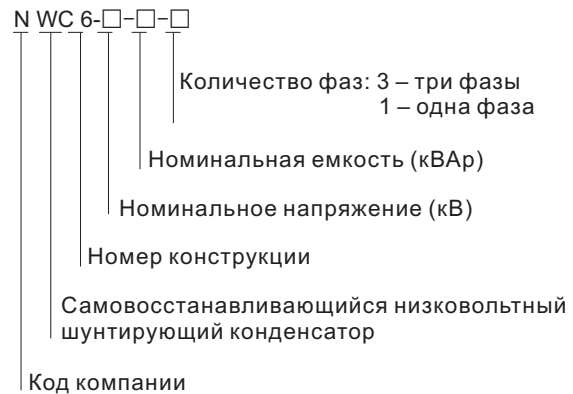 N WC 6-□-□-□
Количество фаз: 3 – три фазы
1 – одна фаза
Номинальная емкость (кВАр)
Номинальное напряжение (кВ)
Номер конструкции
Самовосстанавливающийся низковольтный
шунтирующий конденсатор
Код компании